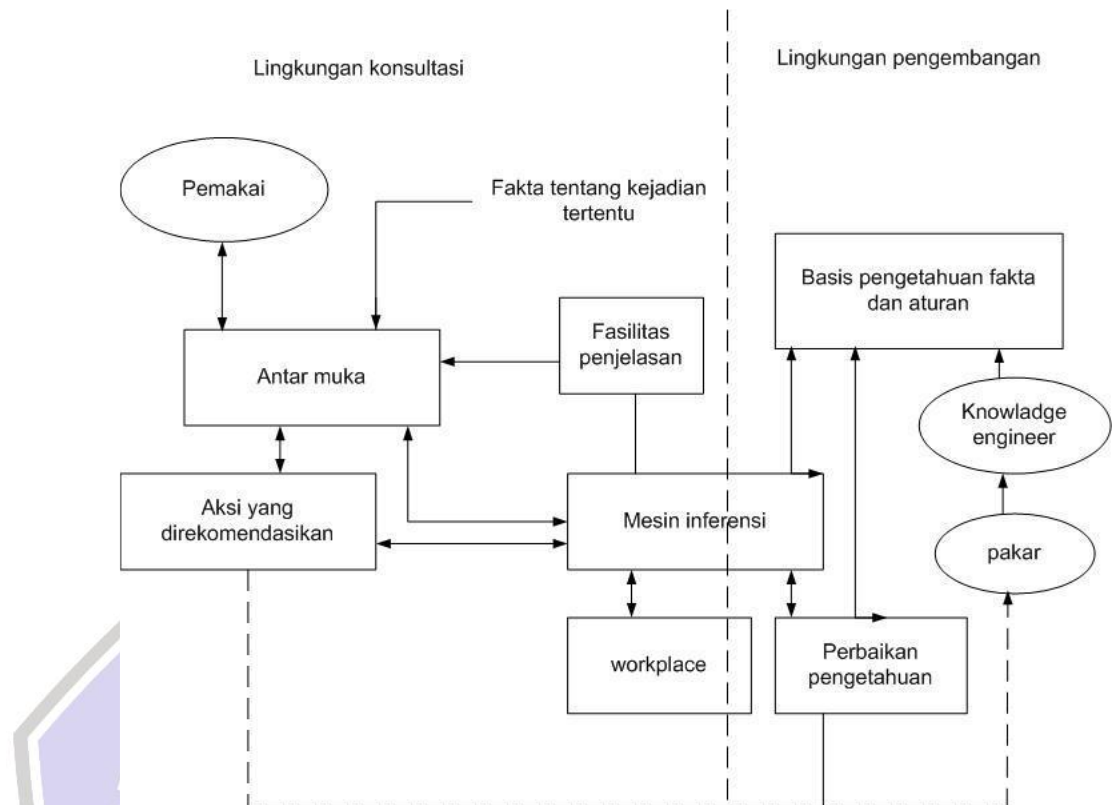 Lingkungan konsultasi
Lingkungan pengembangan
Pemakai
Fakta tentang kejadian
tertentu
Basis pengetahuan fakta
dan aturan
Fasilitas
penjelasan
Antar muka
Knowladge
engineer
Aksi yang
direkomendasikan
Mesin inferensi
pakar
workplace
Perbaikan
pengetahuan